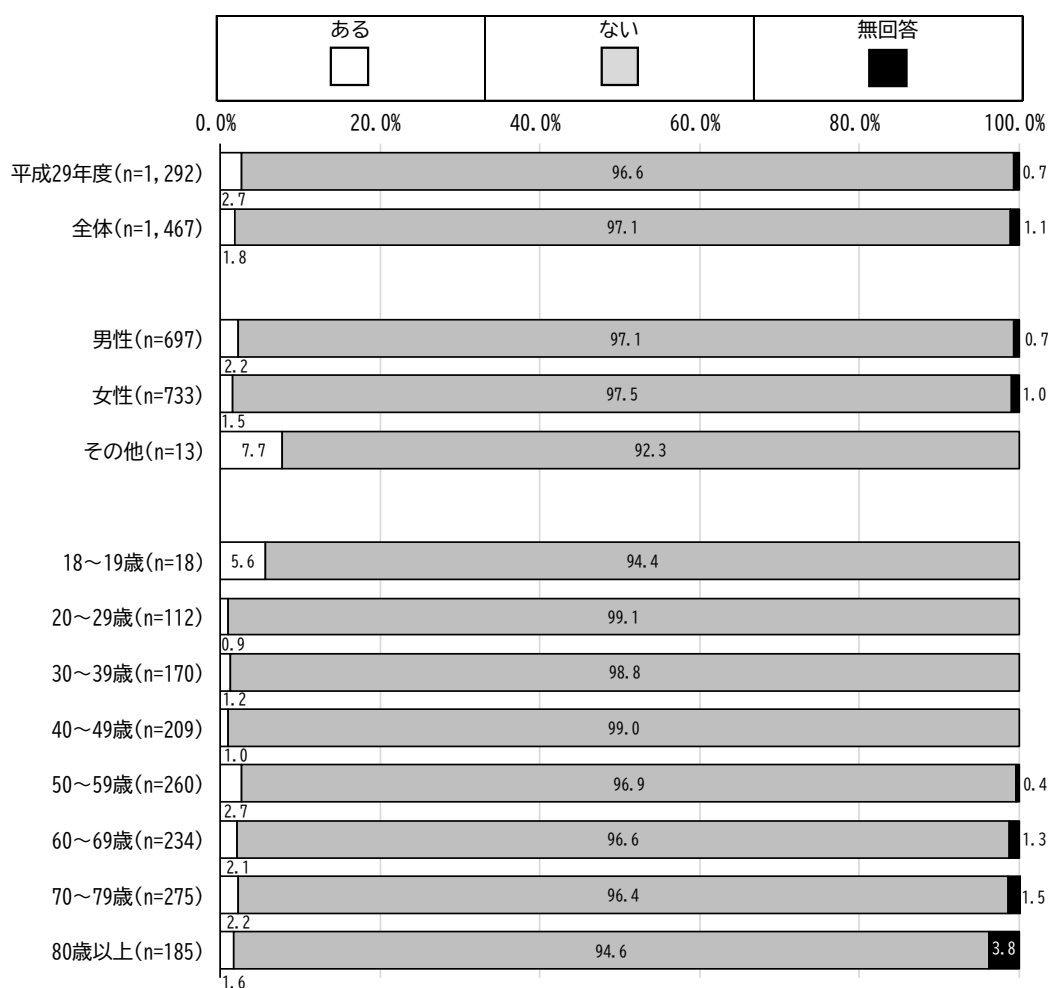 ある ない 無回答
0.0% 20.0% 40.0% 60.0% 80.0% 100.0%
平成29年度(n=1,292) 96.6 0.7
2.7
全体(n=1,467) 97.1 1.1
1.8
男性(n=697) 97.1 0.7
2.2
女性(n=733) 97.5 1.0
1.5
その他(n=13) 7.7 92.3
18～19歳(n=18) 5.6 94.4
20～29歳(n=112) 99.1
0.9
30～39歳(n=170) 98.8
1.2
40～49歳(n=209) 99.0
1.0
50～59歳(n=260) 96.9 0.4
2.7
60～69歳(n=234) 96.6 1.3
2.1
70～79歳(n=275) 96.4 1.5
2.2
80歳以上(n=185) 94.6 3.8
1.6